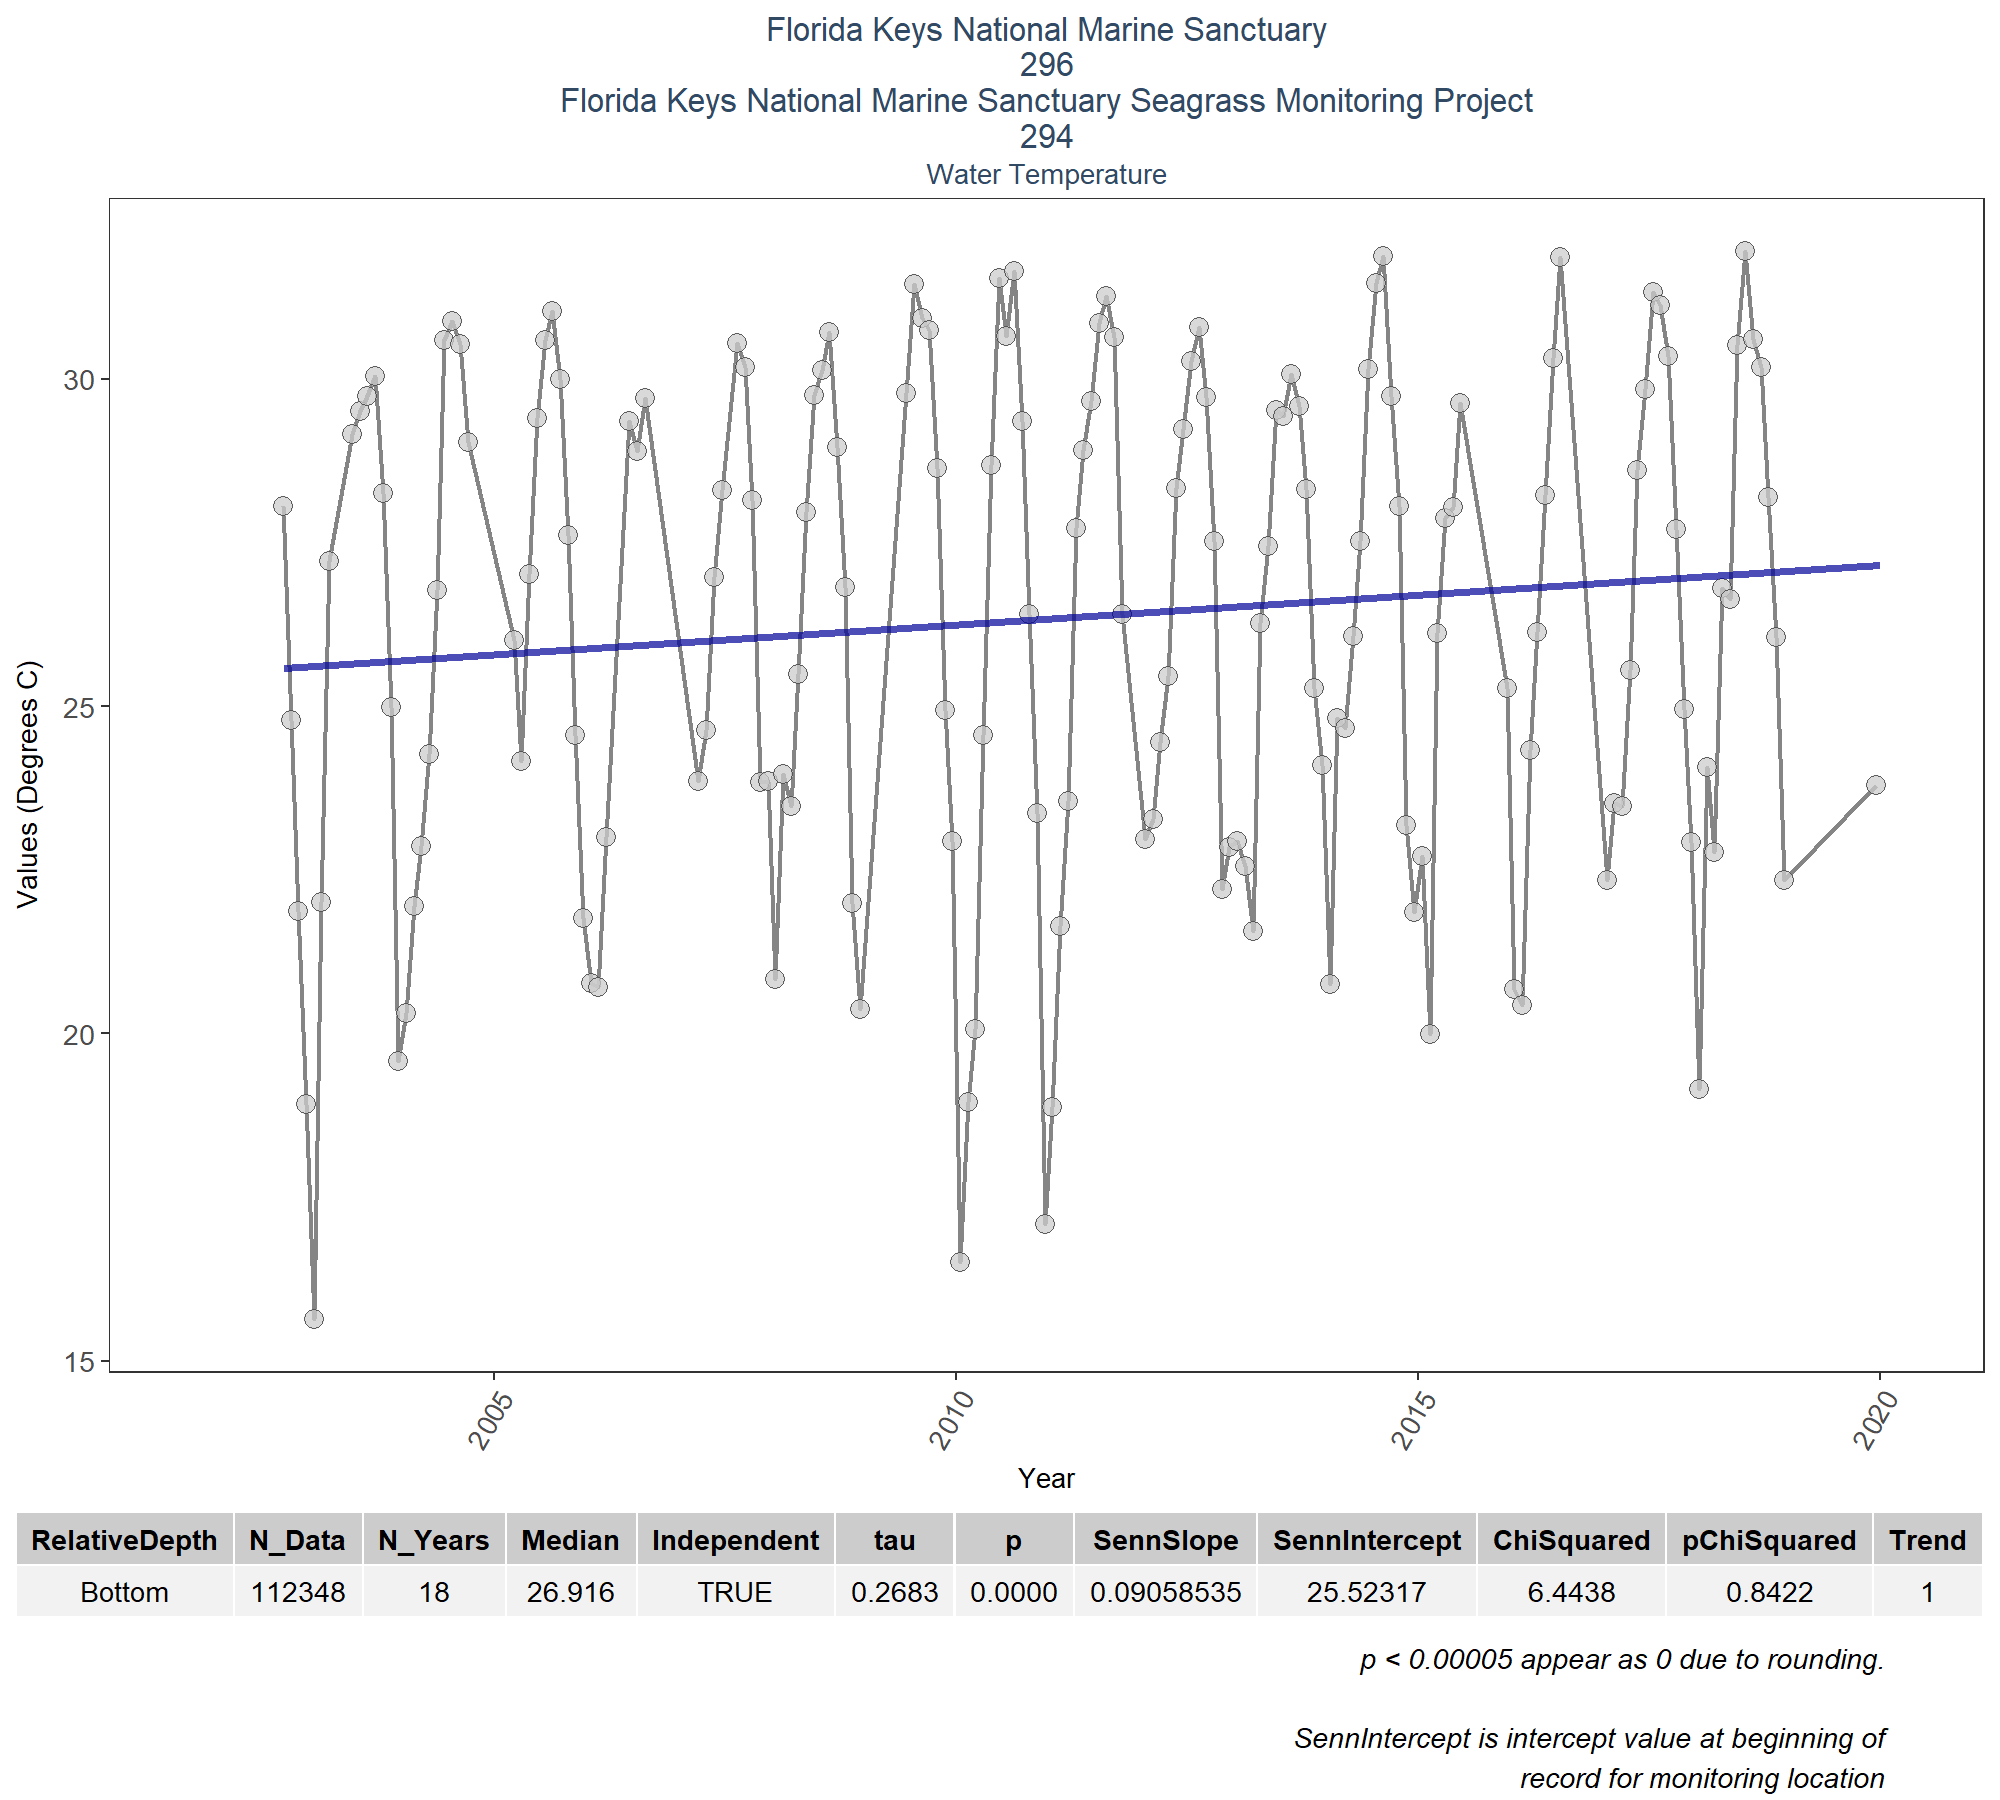 Florida Keys National Marine Sanctuary
296
Florida Keys National Marine Sanctuary Seagrass Monitoring Project
294
Water Temperature
Values (Degrees C)
30
25
20
15
2005
2010
2015
2020
Year
RelativeDepth N_Data N_Years Median Independent tau p SennSlope SennIntercept ChiSquared pChiSquared Trend
Bottom 112348 18 26.916 TRUE 0.2683 0.0000 0.09058535 25.52317 6.4438 0.8422 1
p < 0.00005 appear as 0 due to rounding.
SennIntercept is intercept value at beginning of
record for monitoring location